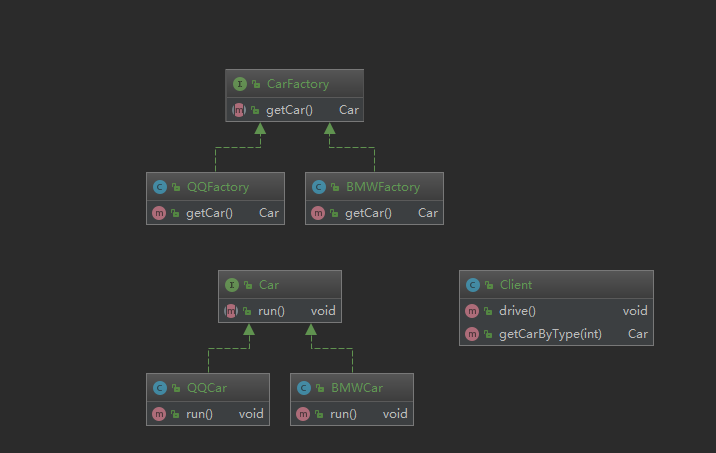 CarFactory
getCar() Car
QQFactory
getCar() Car
BMWFactory
getCar() Car
Car
run() void
Client
drive() void
getCarByType(int) Car
QQCar
run() void
BMWCar
run() void